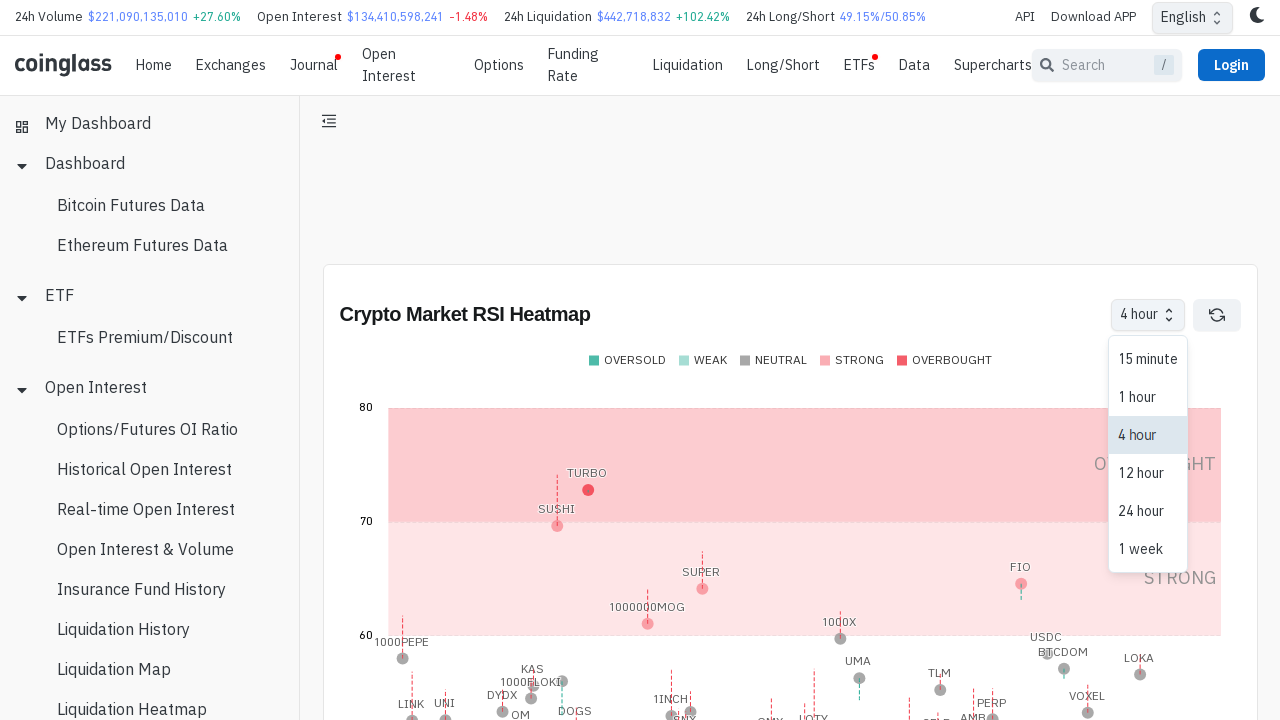 24h Volume $221,090,135,010 +27.60% Open Interest $134,410,598,241 -1.48% 24h Liquidation $442,718,832 +102.42% 24h Long/Short 49.15%/50.85% API Download APP English
coinglass Home Exchanges Journal Open Interest Options Funding Rate Liquidation Long/Short ETFs Data Supercharts Search / Login
My Dashboard
Dashboard
Bitcoin Futures Data
Ethereum Futures Data
ETF
ETFs Premium/Discount
Open Interest
Options/Futures OI Ratio
Historical Open Interest
Real-time Open Interest
Open Interest & Volume
Insurance Fund History
Liquidation History
Liquidation Map
Liquidation Heatmap
Crypto Market RSI Heatmap 4 hour
OVERSOLD WEAK NEUTRAL STRONG OVERBOUGHT
15 minute
1 hour
4 hour
12 hour
24 hour
1 week
80
TURBO
SUSHI
70
STRONG
SUPER
FIO
1000000MOG
1000X
60
1000PEPE
USDC
BTCDOM
UMA
LOKA
KAS
TLM
1000FLOKI
DYDX
1INCH
VOXEL
LINK
UNI
PERP
OM
DOGS